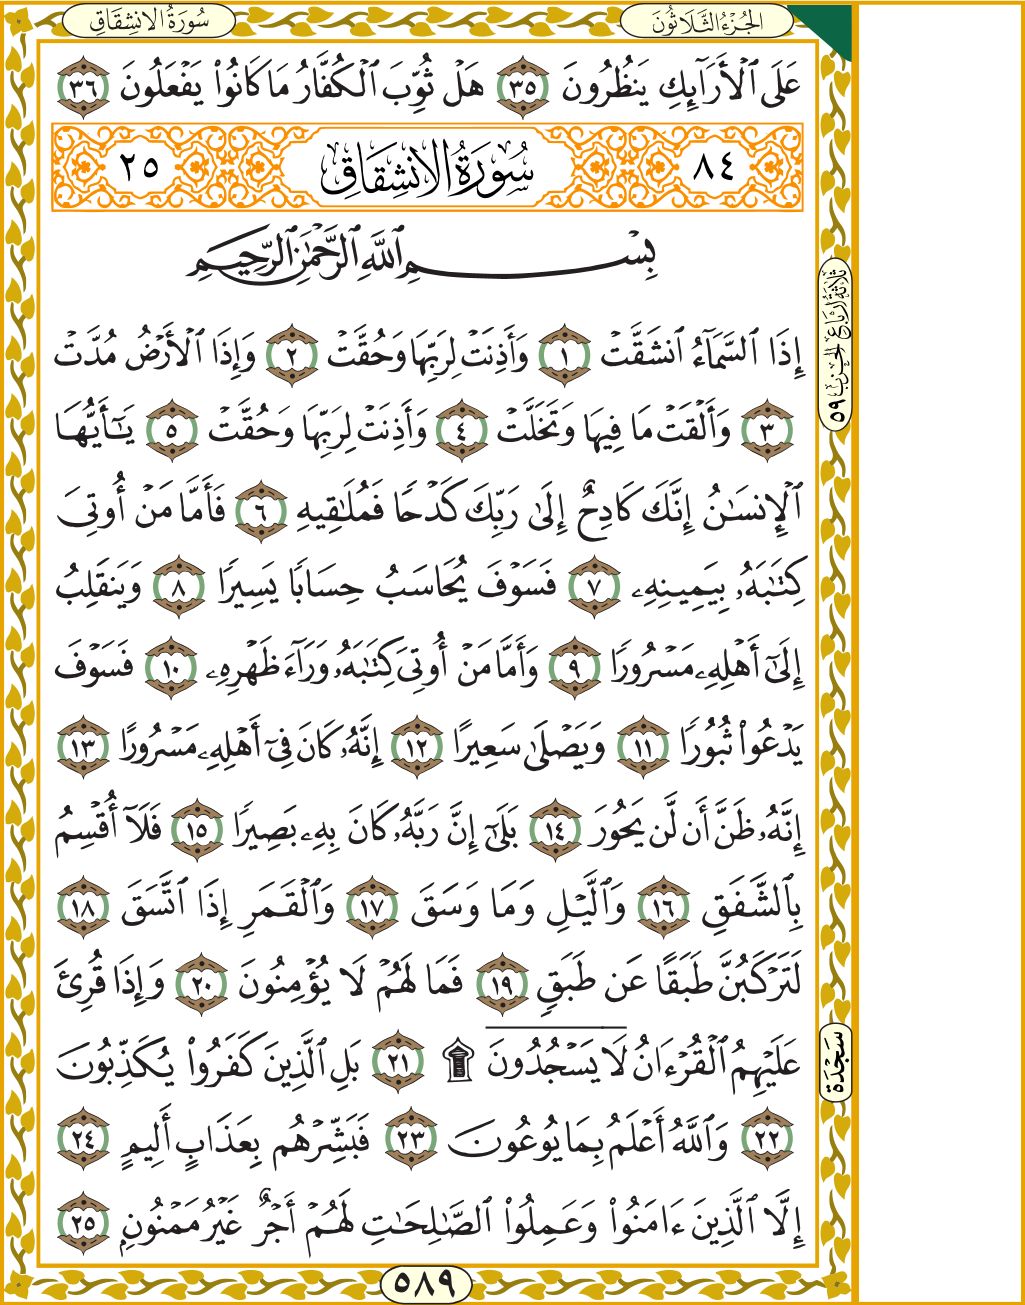 سُورَةُ الانشِقَاقِ
الجُزْءُ الثَّلَاثُونَ
عَلَى ٱلْأَرَآئِكِ يَنظُرُونَ ٣٥ هَلْ ثُوِّبَ ٱلْكُفَّارُ مَا كَانُوا۟ يَفْعَلُونَ ٣٦
٨٤ سُورَةُ الانشِقَاقِ ٢٥
بِسْمِ ٱللَّهِ ٱلرَّحْمَٰنِ ٱلرَّحِيمِ
إِذَا ٱلسَّمَآءُ ٱنشَقَّتْ ١ وَأَذِنَتْ لِرَبِّهَا وَحُقَّتْ ٢ وَإِذَا ٱلْأَرْضُ مُدَّتْ
٣ وَأَلْقَتْ مَا فِيهَا وَتَخَلَّتْ ٤ وَأَذِنَتْ لِرَبِّهَا وَحُقَّتْ ٥ يَٰٓأَيُّهَا
ٱلْإِنسَٰنُ إِنَّكَ كَادِحٌ إِلَىٰ رَبِّكَ كَدْحًا فَمُلَٰقِيهِ ٦ فَأَمَّا مَنْ أُوتِىَ
كِتَٰبَهُۥ بِيَمِينِهِۦ ٧ فَسَوْفَ يُحَاسَبُ حِسَابًا يَسِيرًا ٨ وَيَنقَلِبُ
إِلَىٰٓ أَهْلِهِۦ مَسْرُورًا ٩ وَأَمَّا مَنْ أُوتِىَ كِتَٰبَهُۥ وَرَآءَ ظَهْرِهِۦ ١٠ فَسَوْفَ
يَدْعُوا۟ ثُبُورًا ١١ وَيَصْلَىٰ سَعِيرًا ١٢ إِنَّهُۥ كَانَ فِىٓ أَهْلِهِۦ مَسْرُورًا ١٣
إِنَّهُۥ ظَنَّ أَن لَّن يَحُورَ ١٤ بَلَىٰٓ إِنَّ رَبَّهُۥ كَانَ بِهِۦ بَصِيرًا ١٥ فَلَآ أُقْسِمُ
بِٱلشَّفَقِ ١٦ وَٱلَّيْلِ وَمَا وَسَقَ ١٧ وَٱلْقَمَرِ إِذَا ٱتَّسَقَ ١٨
لَتَرْكَبُنَّ طَبَقًا عَن طَبَقٍ ١٩ فَمَا لَهُمْ لَا يُؤْمِنُونَ ٢٠ وَإِذَا قُرِئَ
عَلَيْهِمُ ٱلْقُرْءَانُ لَا يَسْجُدُونَ ۩ ٢١ بَلِ ٱلَّذِينَ كَفَرُوا۟ يُكَذِّبُونَ
٢٢ وَٱللَّهُ أَعْلَمُ بِمَا يُوعُونَ ٢٣ فَبَشِّرْهُم بِعَذَابٍ أَلِيمٍ ٢٤
إِلَّا ٱلَّذِينَ ءَامَنُوا۟ وَعَمِلُوا۟ ٱلصَّٰلِحَٰتِ لَهُمْ أَجْرٌ غَيْرُ مَمْنُونٍ ٢٥
ثَلَاثَةُ أَرْبَاعِ الحِزْبِ ٥٩
سَجْدَة
٥٨٩